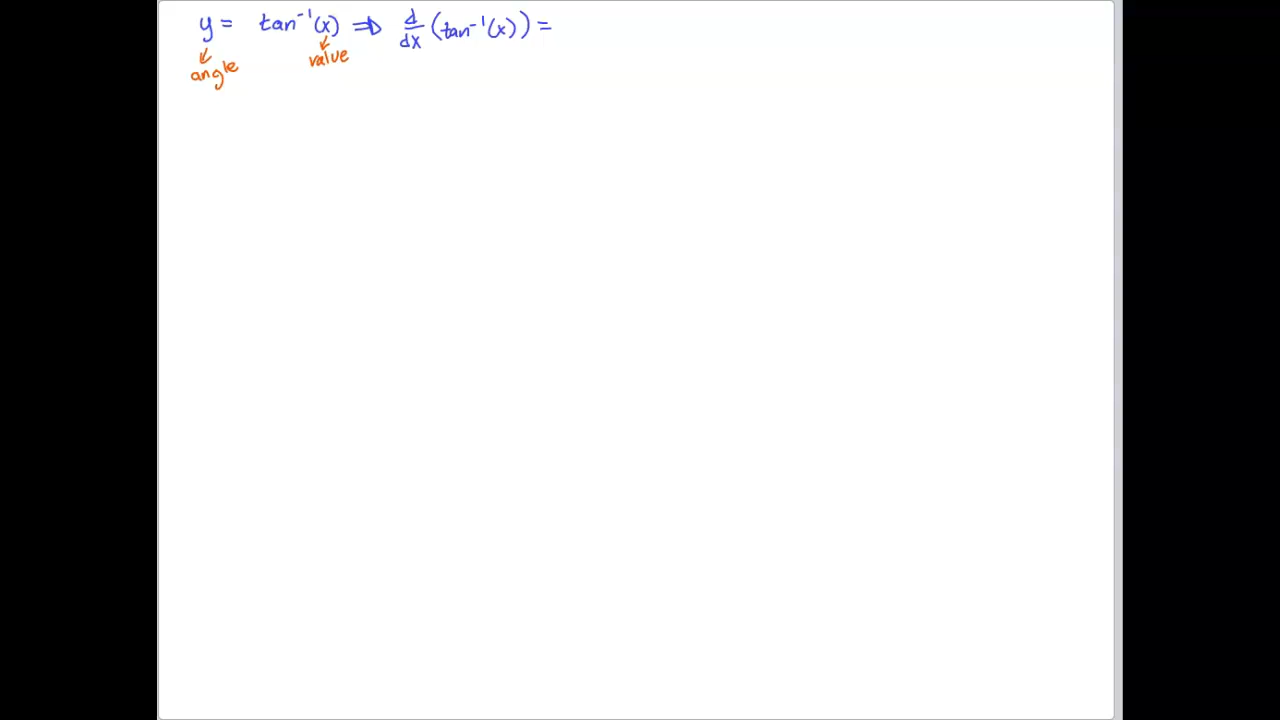 y = tan⁻¹(x) ⇒ d/dx (tan⁻¹(x)) =
angle value